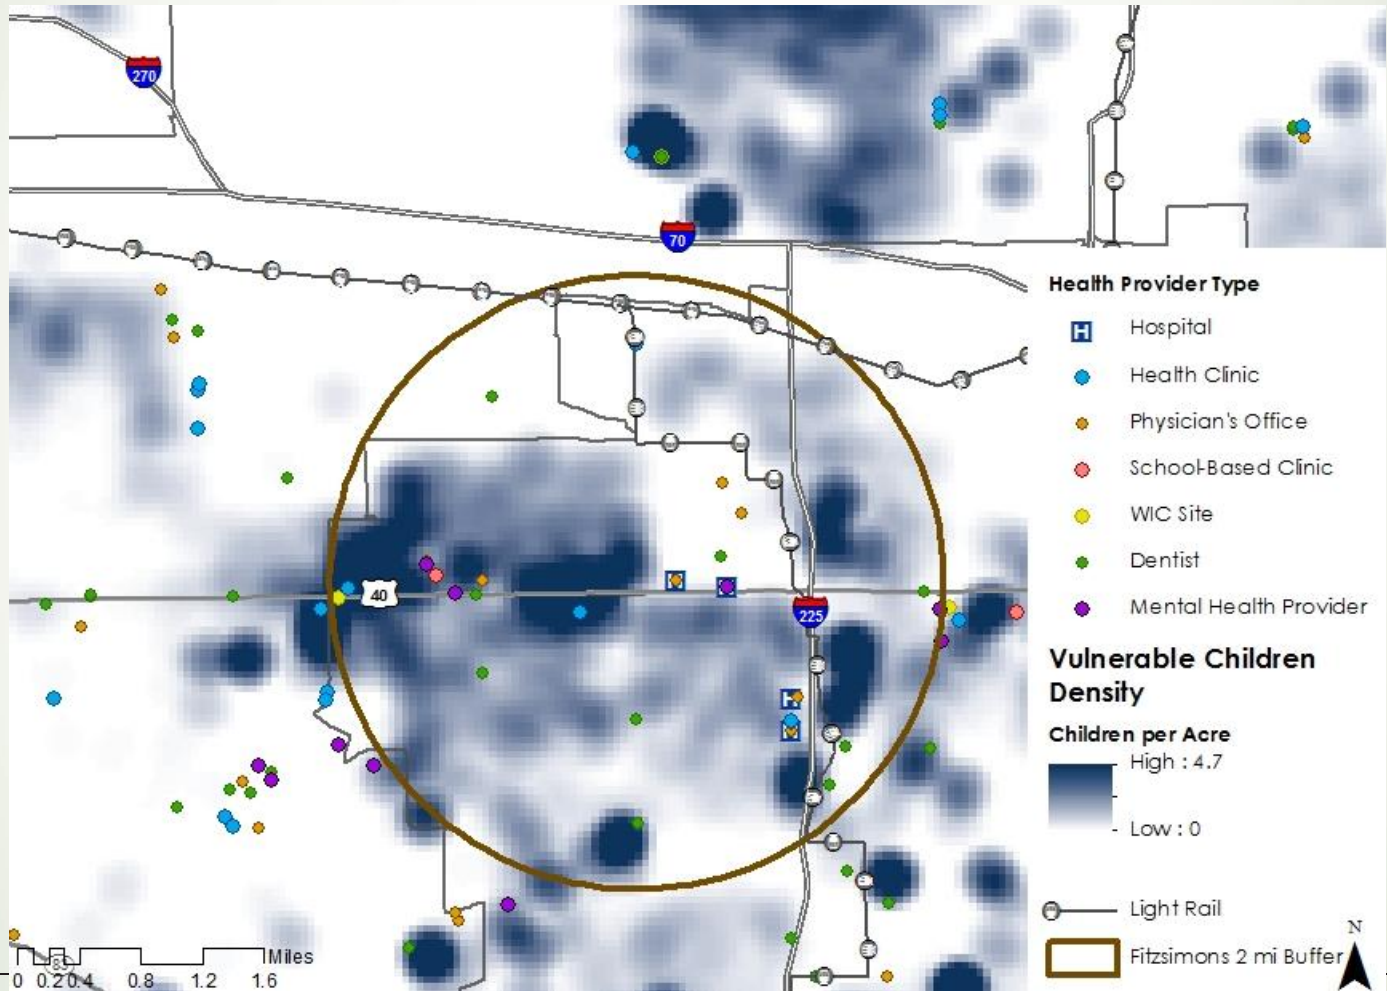 270
70
40
225
85
Health Provider Type
H Hospital
Health Clinic
Physician's Office
School-Based Clinic
WIC Site
Dentist
Mental Health Provider
Vulnerable Children
Density
Children per Acre
High : 4.7
Low : 0
Light Rail
Fitzsimons 2 mi Buffer
N
H
Miles
0 0.2 0.4 0.8 1.2 1.6